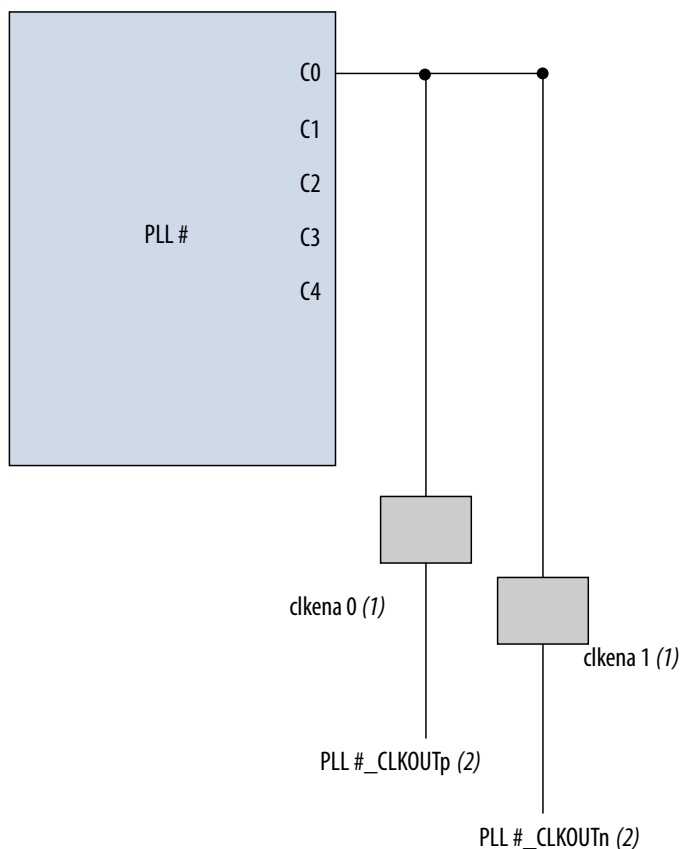 C0
C1
C2
PLL #
C3
C4
clkena 0 (1)
clkena 1 (1)
PLL #_CLKOUTp (2)
PLL #_CLKOUTn (2)